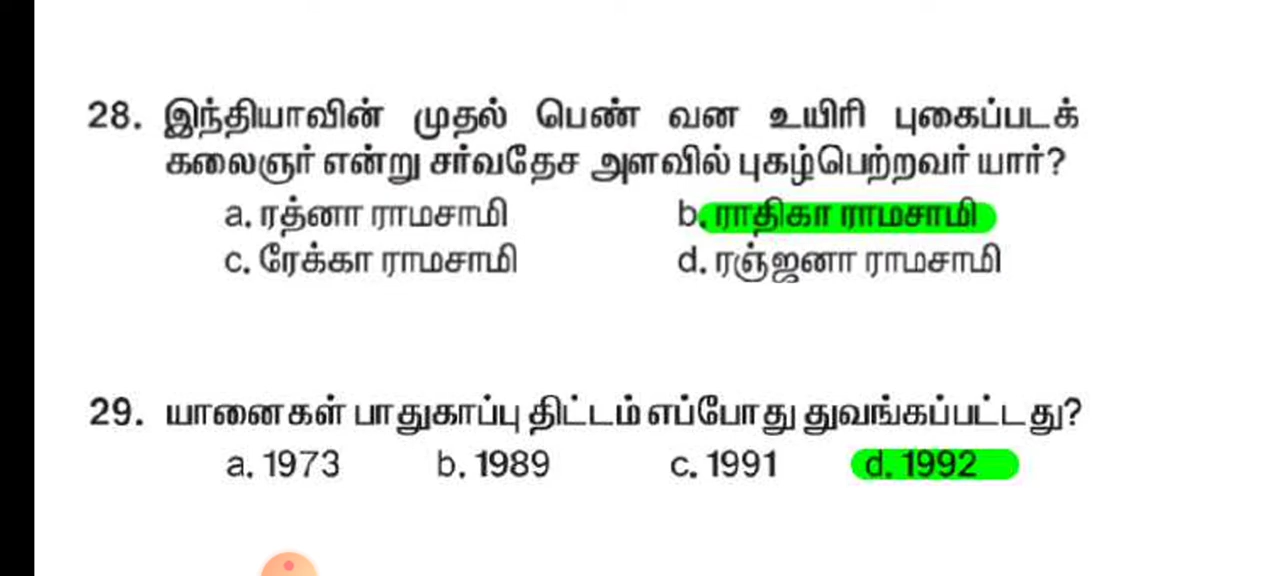 28. இந்தியாவின் முதல் பெண் வன உயிரி புகைப்படக்
கலைஞர் என்று சர்வதேச அளவில் புகழ்பெற்றவர் யார்?
a. ரத்னா ராமசாமி b. ராதிகா ராமசாமி
c. ரேக்கா ராமசாமி d. ரஞ்ஜனா ராமசாமி
29. யானைகள் பாதுகாப்பு திட்டம் எப்போது துவங்கப்பட்டது?
a. 1973 b. 1989 c. 1991 d. 1992